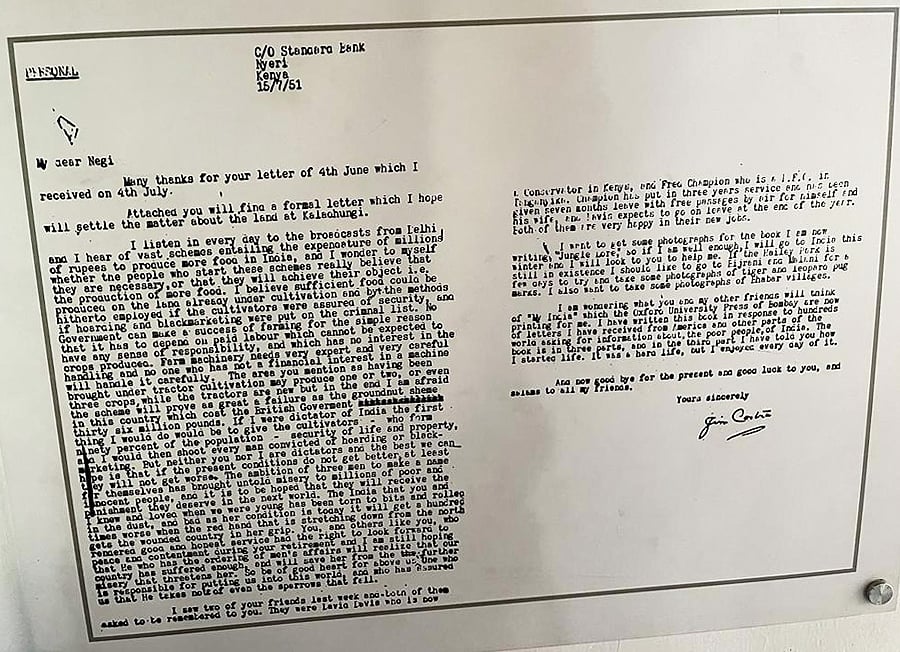 PERSONAL
C/O Standard Bank
Nyeri
Kenya
15/7/51
My dear Negi
Many thanks for your letter of 4th June which I
received on 4th July.
Attached you will find a formal letter which I hope
will settle the matter about the land at Kaladhungi.
I listen in every day to the broadcasts from Delhi
and I hear of vast schemes entailing the expenditure of millions
of rupees to produce more food in India, and I wonder to myself
whether the people who start these schemes really believe that
they are necessary, or that they will achieve their object i.e.
the production of more food. I believe sufficient food could be
produced on the land already under cultivation and by the methods
hitherto employed if the cultivators were assured of security, and
if hoarding and blackmarketing were put on the crimnal list. No
Government can make a success of farming for the simple reason
that it has to depend on paid labour which cannot be expected to
have any sense of responsbility, and which has no interest in the
crops produced. Farm machinery needs very expert and very careful
handling and no one who has not a financial interest in a machine
will handle it carefully. The area you mention as having been
brought under tractor cultivation may produce one or two, or even
three crops, while the tractors are new but in the end I am afraid
the scheme will prove as great a failure as the groundnut sheme
in this country which cost the British Goverment
thirty six million pounds. If I were dictator of India the first
thing I would do would be to give the cultivators - who form
ninety percent of the population - security of life and property,
I would then shoot every man convicted of hoarding or black-
marketing. But neither you nor I are dictators and the best we can
hope is that if the present conditions do not get better, at least
they will not get worse. The ambition of three men to make a name
for themselves has brought untold misery to millions of poor and
innocent people, and it is to be hoped that they will receive the
punishment they deserve in the next world. The India that you and
I knew and loved when we were young has been torn to bits and rolled
in the dust, and bad as her condition is today it will get a hundred
times worse when the red hand that is stretching down from the north
gets the wounded country in her grip. You, and others like you, who
rendered good and honest service had the right to look forward to
peace and contentment during your retirement and I am still hoping
that He who has the ordering of men's affairs will realize that our
country has suffered enough, and will save her from the further
misery that threatens her. So be of good heart for above us one who
is responsible for putting us into this world, and who has assured
us that He takes note of even the sparrows that fell.
I saw two of your friends last week and both of them
asked to be remembered to you. They were David Davis who is now
Conservator in Kenya, and Fred Champion who is a in
Tanganyika. Champion has put in three years service and has been
given seven months leave with free passages by air for himself and
his wife, and Davis expects to go on leave at the end of the year.
Both of them are very happy in their new jobs.
I want to get some photographs for the book I am now
writing, 'Jungle Lore', so if I am well enough I will go to India this
winter and I will look to you to help me. If the Hailey Park is
still in existence I should like to go to Bijrani for a
few days to try and take some photographs of tiger and leopard pug
marks. I also want to take some photographs of Bhabar villages.
I am wondering what you and my other friends will think
of "My India" which the Oxford University Press of Bombay are now
printing for me. I have written this book in response to hundreds
of letters I have received from America and other parts of the
world asking for information about the poor people of India. The
book is in twelve parts, and in the third part I have told you how
I started life. It was a hard life, but I enjoyed every day of it.
And now good bye for the present and good luck to you, and
salams to all my friends.
Yours sincerely
Jim Corbett